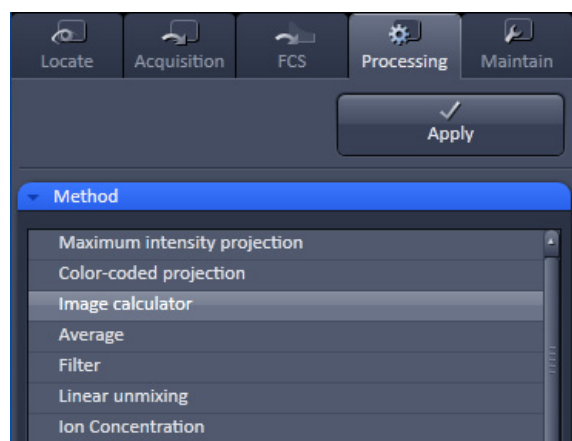 Locate Acquisition FCS Processing Maintain
Apply
Method
Maximum intensity projection
Color-coded projection
Image calculator
Average
Filter
Linear unmixing
Ion Concentration